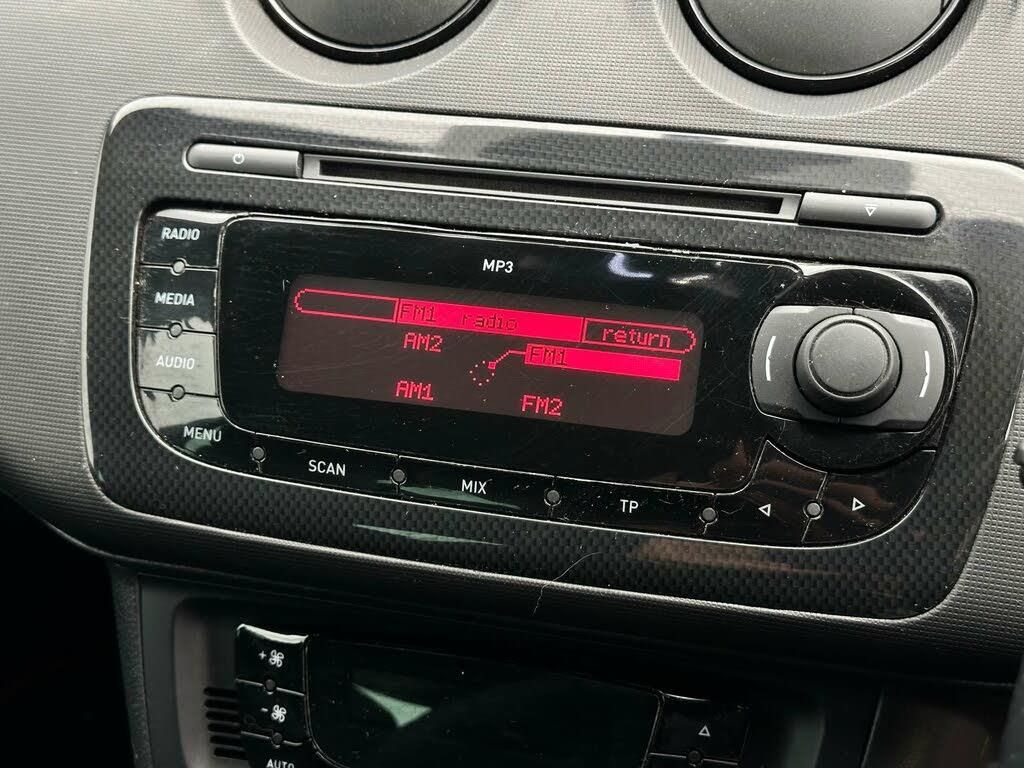 RADIO
MP3
MEDIA
FM1 radio
return
AM2
FM1
AUDIO
AM1
FM2
MENU
SCAN
MIX
TP
+
-
AUTO